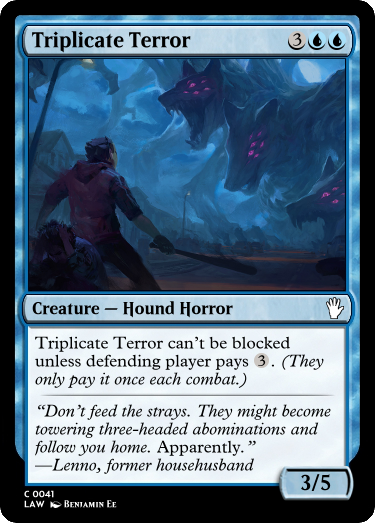 Triplicate Terror 3
Creature — Hound Horror
Triplicate Terror can't be blocked
unless defending player pays 3. (They
only pay it once each combat.)
“Don't feed the strays. They might become
towering three-headed abominations and
follow you home. Apparently.”
—Lenno, former househusband
3/5
C 0041
LAW Benjamin Ee